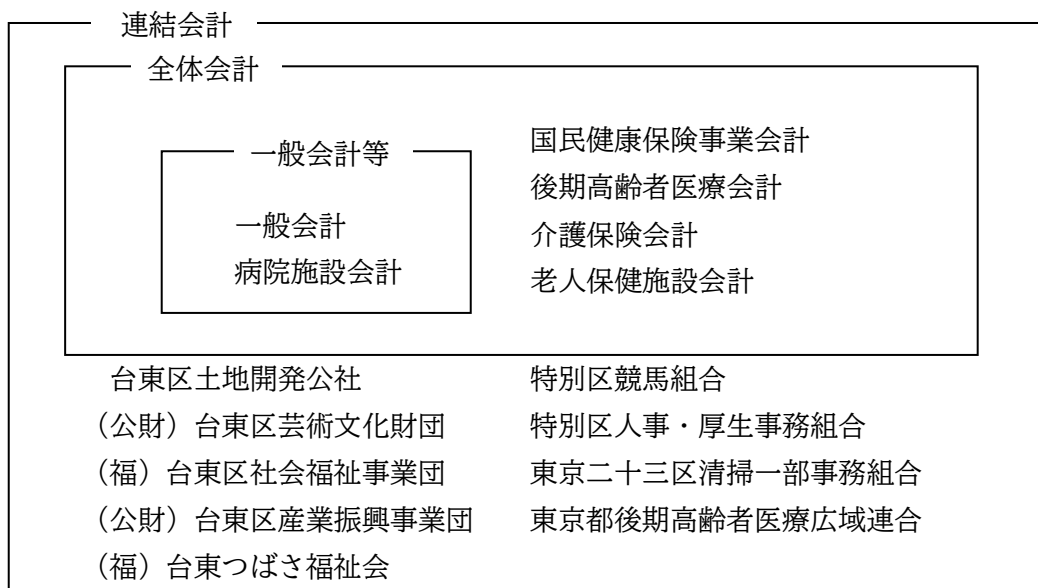 連結会計
全体会計
一般会計等
一般会計
病院施設会計
国民健康保険事業会計
後期高齢者医療会計
介護保険会計
老人保健施設会計
台東区土地開発公社
（公財）台東区芸術文化財団
（福）台東区社会福祉事業団
（公財）台東区産業振興事業団
（福）台東つばさ福祉会
特別区競馬組合
特別区人事・厚生事務組合
東京二十三区清掃一部事務組合
東京都後期高齢者医療広域連合